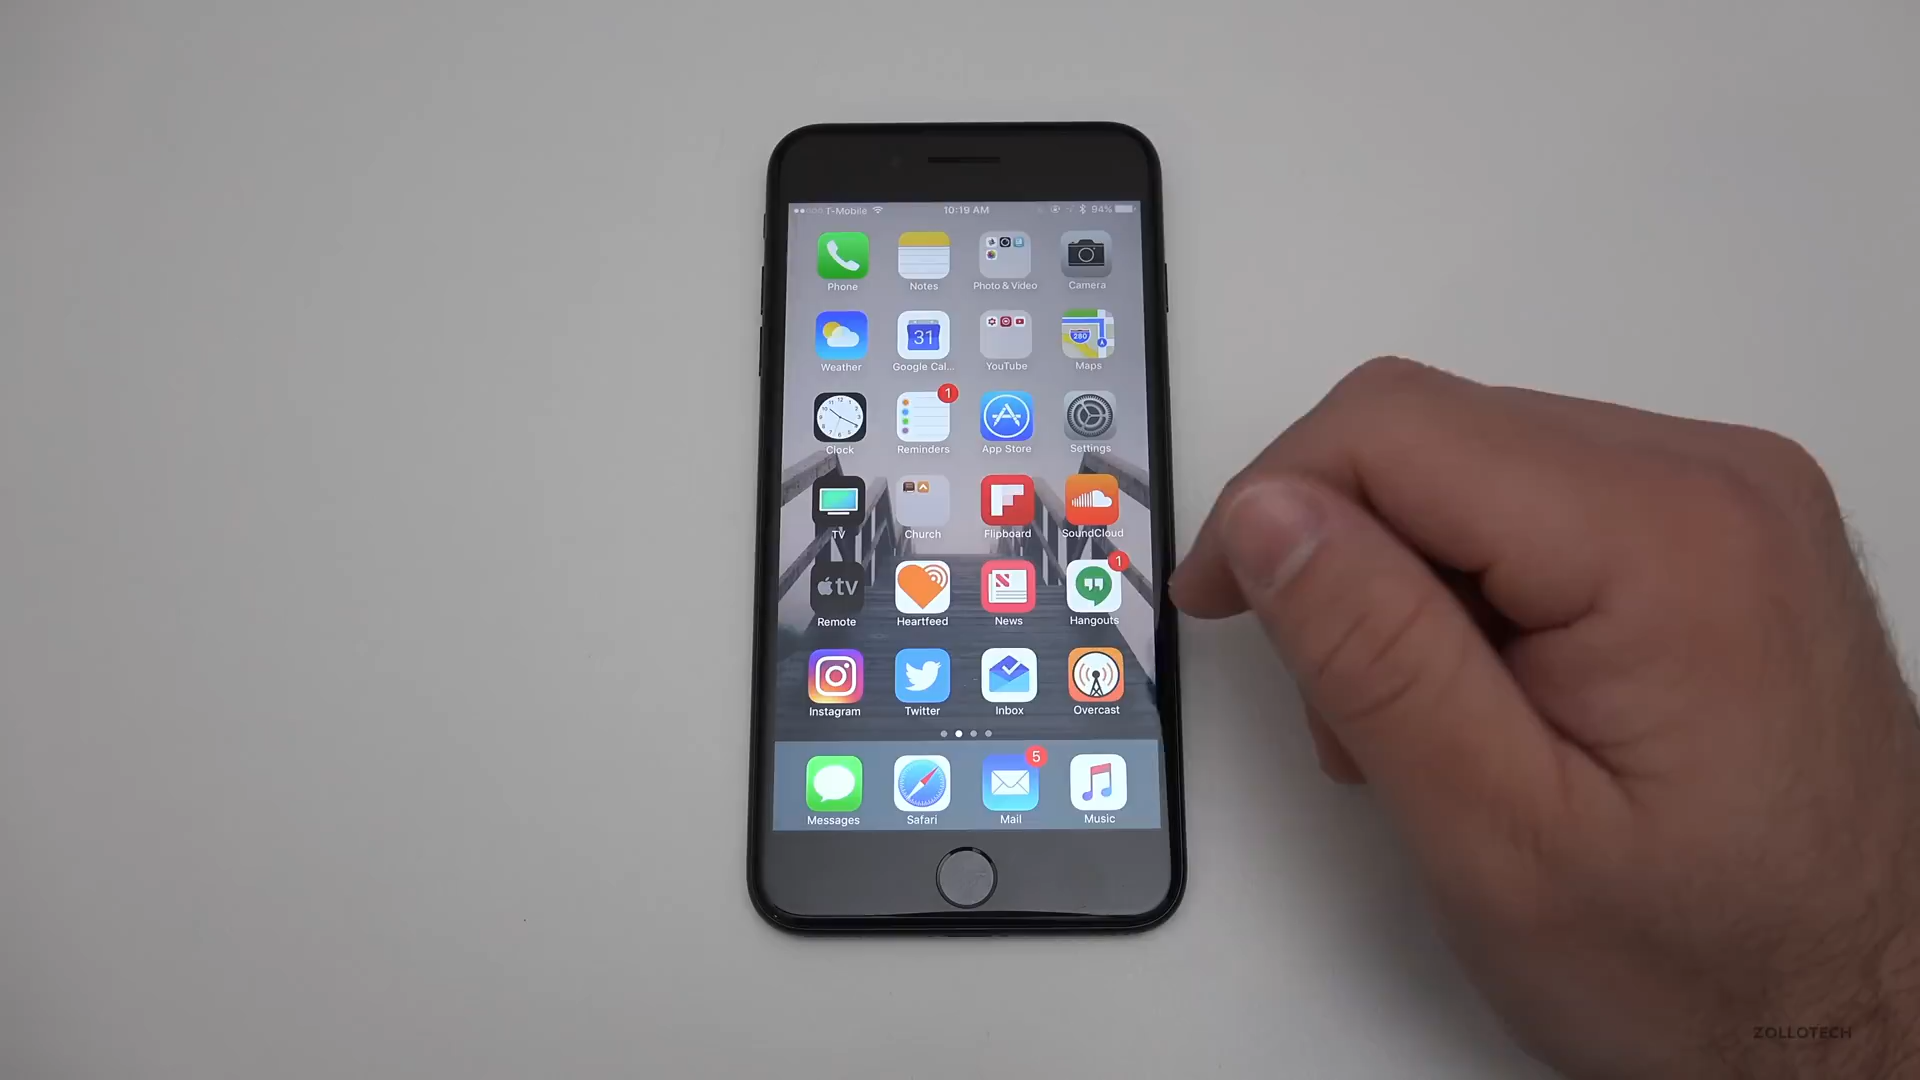 T-Mobile 10:19 AM 94%
Phone Notes Photo & Video Camera
31 280
Weather Google Cal... YouTube Maps
1
Clock Reminders App Store Settings
TV Church Flipboard SoundCloud
tv 1
Remote Heartfeed News Hangouts
Instagram Twitter Inbox Overcast
5
Messages Safari Mail Music
ZOLLOTECH